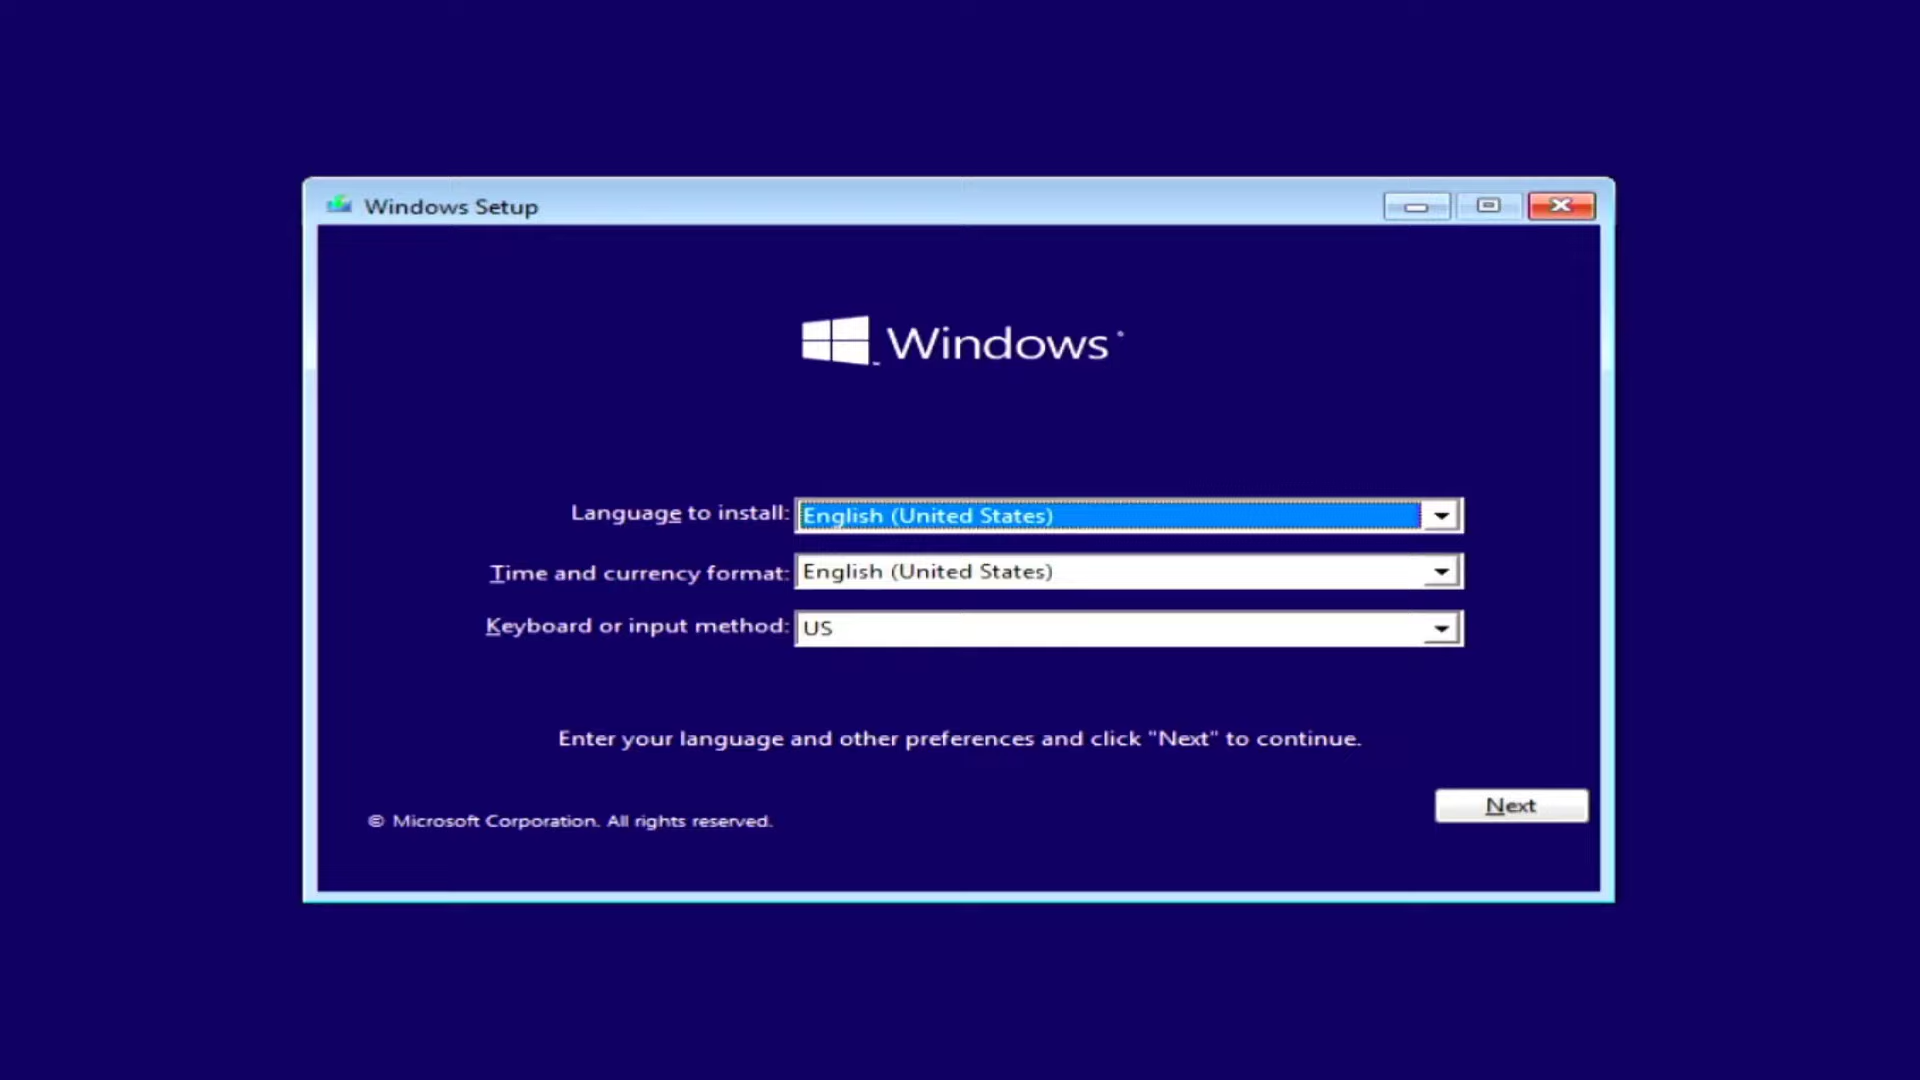 Windows Setup
Windows
Language to install: English (United States)
Time and currency format: English (United States)
Keyboard or input method: US
Enter your language and other preferences and click "Next" to continue.
Next
© Microsoft Corporation. All rights reserved.